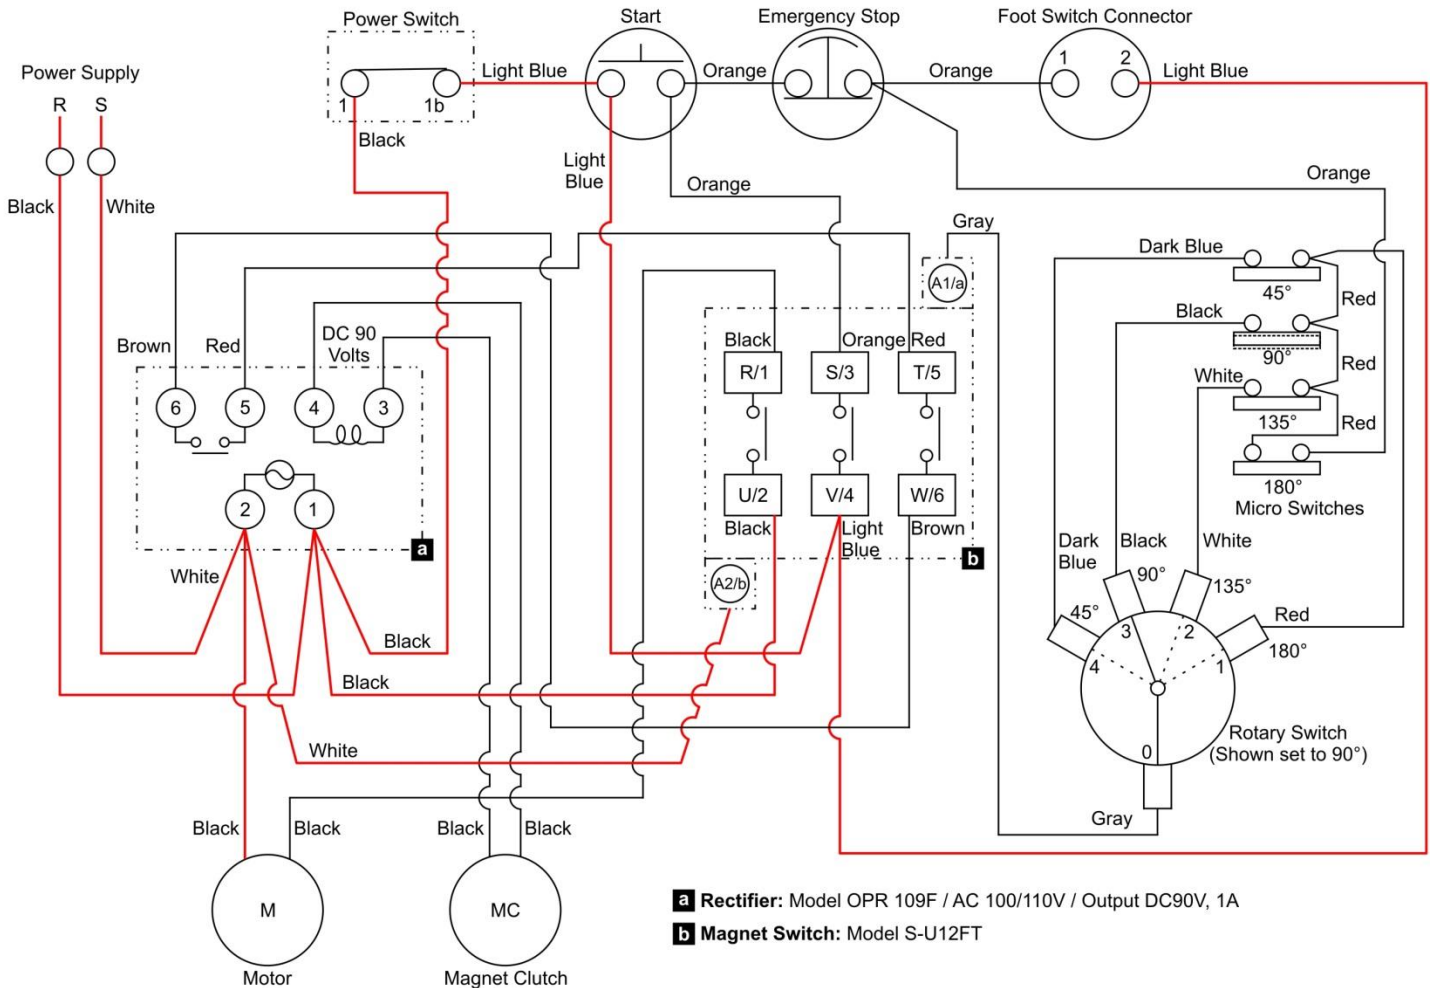 Power Supply
R S
Black White
Power Switch
1 1b
Black
Light Blue
Start
Light
Blue
Orange
Orange
Emergency Stop
Orange
Foot Switch Connector
1 2
Light Blue
Orange
Gray
A1/a
Dark Blue
45°
Red
Black
90°
Red
White
135°
Red
180°
Micro Switches
Brown
Red
DC 90
Volts
6 5 4 3
2 1
a
White
Black
Black
White
Black Orange Red
R/1 S/3 T/5
U/2 V/4 W/6
Black Light
Blue Brown
b
A2/b
Dark
Blue
Black
White
45°
90°
135°
Red
180°
4 3 2 1
0
Rotary Switch
(Shown set to 90°)
Gray
Black Black
M
Motor
Black Black
MC
Magnet Clutch
a Rectifier: Model OPR 109F / AC 100/110V / Output DC90V, 1A
b Magnet Switch: Model S-U12FT